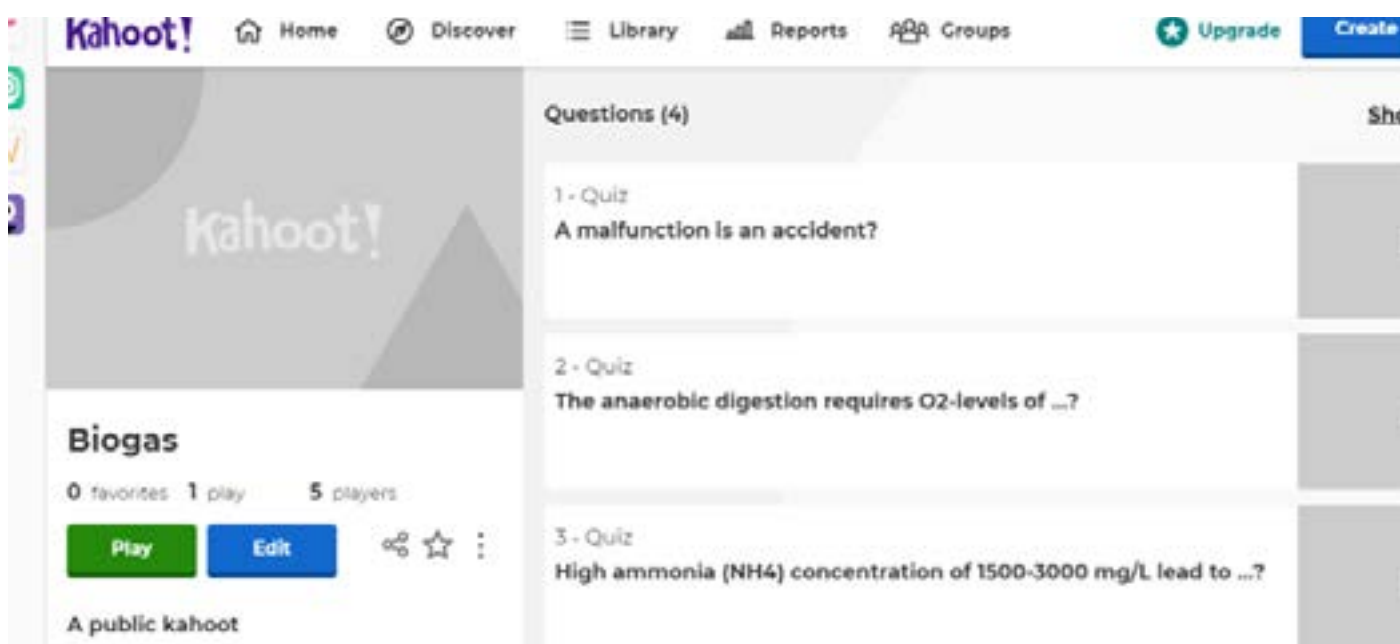 Kahoot! Home Discover Library Reports Groups Upgrade Create
Kahoot!
Biogas
0 favorites 1 play 5 players
Play Edit
A public kahoot
Questions (4)
1 - Quiz
A malfunction is an accident?
2 - Quiz
The anaerobic digestion requires O2-levels of ...?
3 - Quiz
High ammonia (NH4) concentration of 1500-3000 mg/L lead to ...?